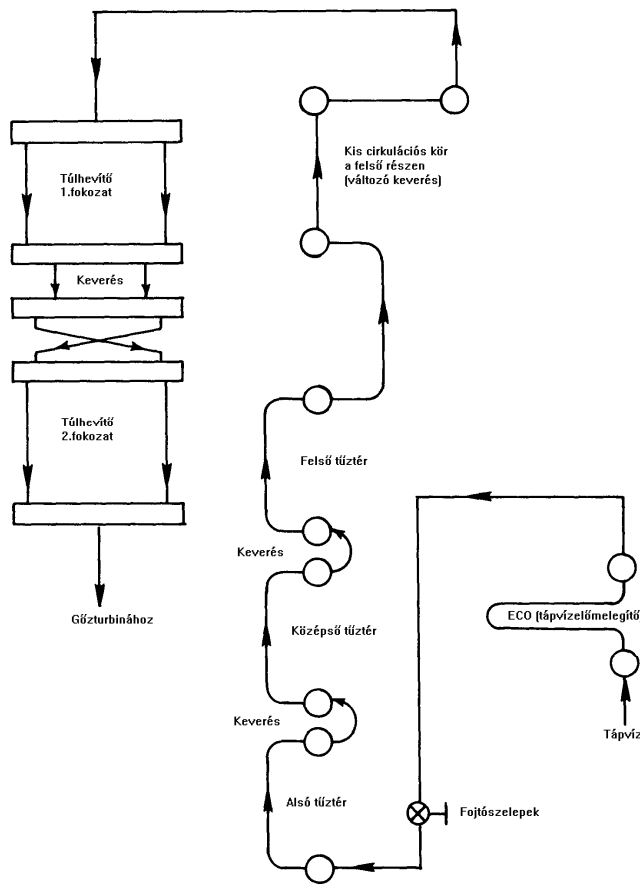 Kis cirkulációs kör
a felső részen
(változó keverés)
Túlhevítő
1.fokozat
Keverés
Túlhevítő
2.fokozat
Felső tűztér
Keverés
Gőzturbinához
ECO (tápvízelőmelegítő)
Középső tűztér
Keverés
Tápvíz
Alsó tűztér
Fojtószelepek